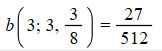 b(3; 3, 3/8) = 27/512